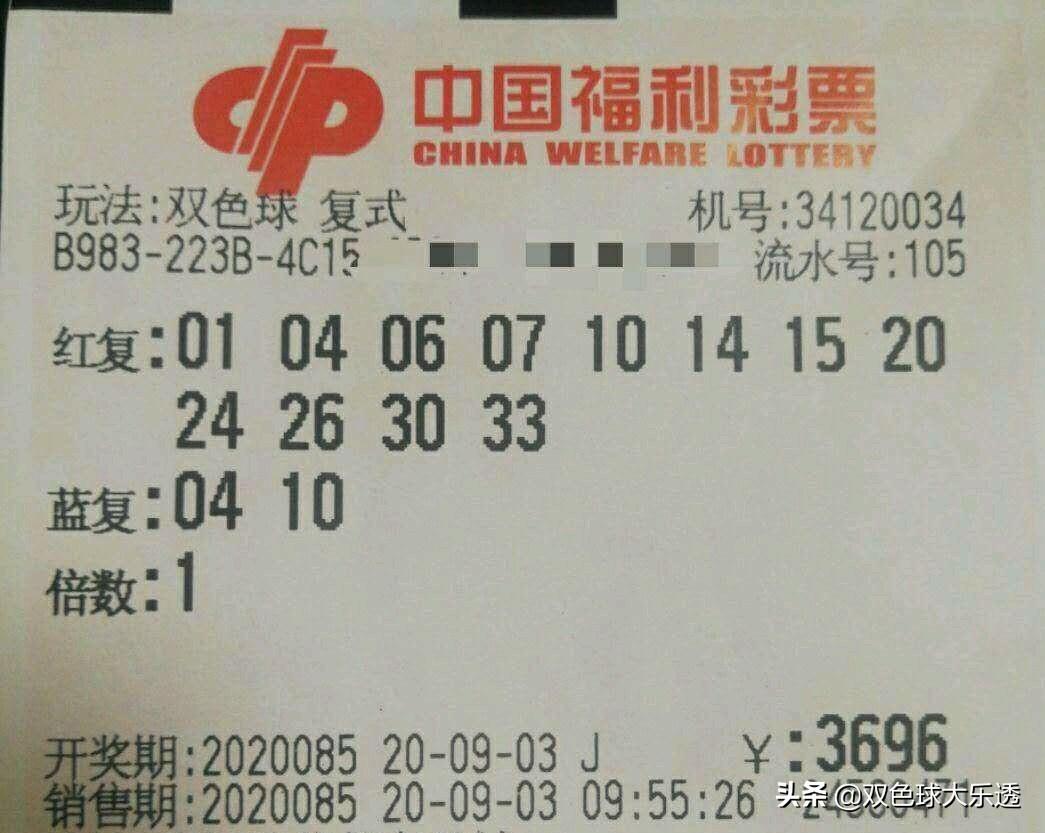 中国福利彩票
CHINA WELFARE LOTTERY
玩法:双色球 复式 机号:34120034
B983-223B-4C15 流水号:105
红复:01 04 06 07 10 14 15 20
24 26 30 33
蓝复:04 10
倍数:1
开奖期:2020085 20-09-03 J ¥:3696
销售期:2020085 20-09-03 09:55:26
头条 @双色球大乐透